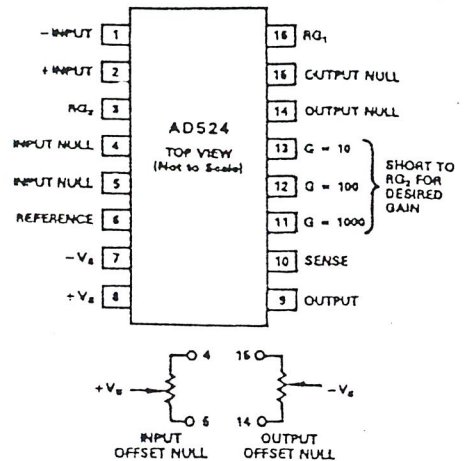 -INPUT 1
+INPUT 2
RG₂ 3
INPUT NULL 4
INPUT NULL 5
REFERENCE 6
-Vs 7
+Vs 8
AD524
TOP VIEW
(Not to Scale)
16 RG₁
15 OUTPUT NULL
14 OUTPUT NULL
13 G = 10
12 G = 100
11 G = 1000
10 SENSE
9 OUTPUT
SHORT TO
RG₂ FOR
DESIRED
GAIN
4
+Vs
5
INPUT
OFFSET NULL
15
-Vs
14
OUTPUT
OFFSET NULL